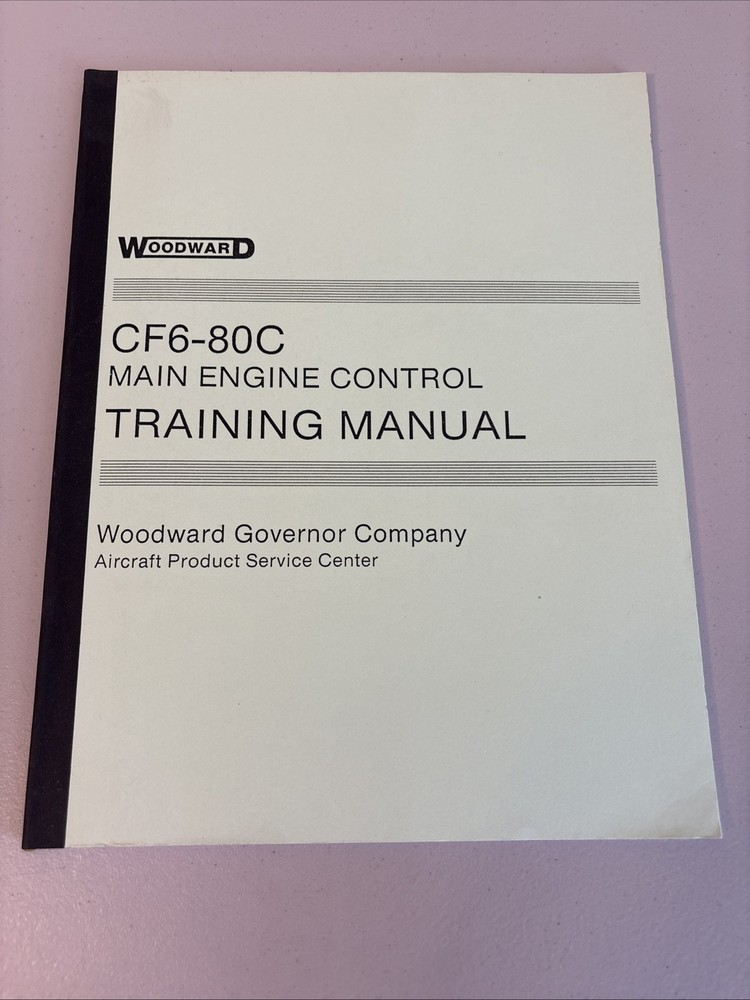 WOODWARD
CF6-80C
MAIN ENGINE CONTROL
TRAINING MANUAL
Woodward Governor Company
Aircraft Product Service Center